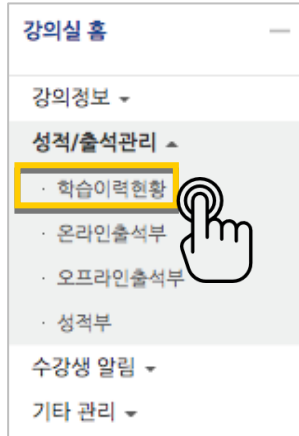 강의실 홈
강의정보
성적/출석관리
· 학습이력현황
· 온라인출석부
· 오프라인출석부
· 성적부
수강생 알림
기타 관리